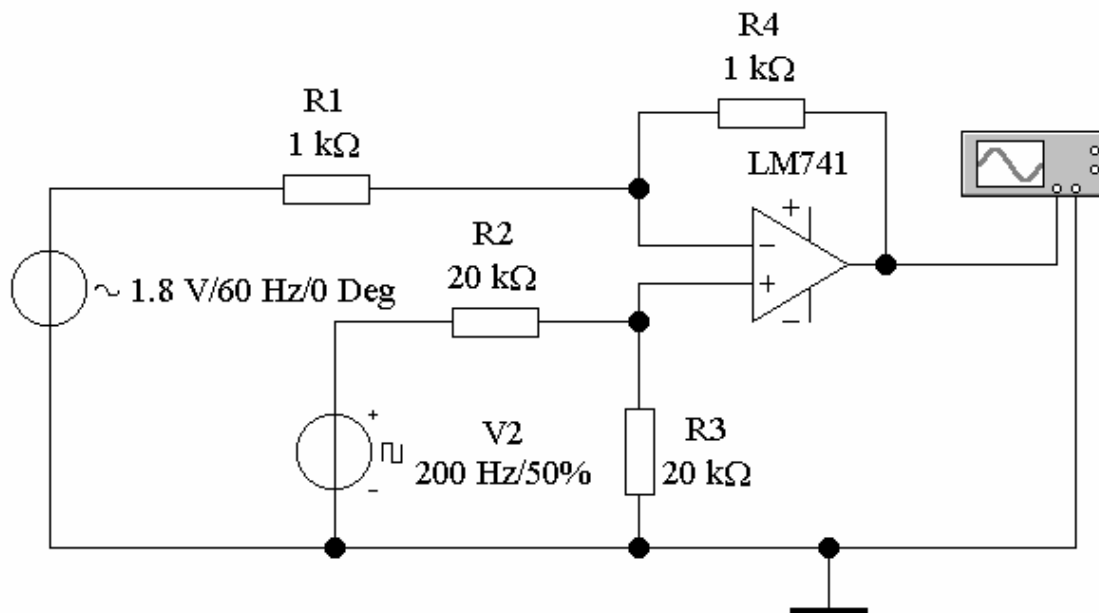 R4
1 kΩ
R1
1 kΩ
LM741
R2
20 kΩ
∼ 1.8 V/60 Hz/0 Deg
+
−
+
−
+
−
V2
200 Hz/50%
R3
20 kΩ